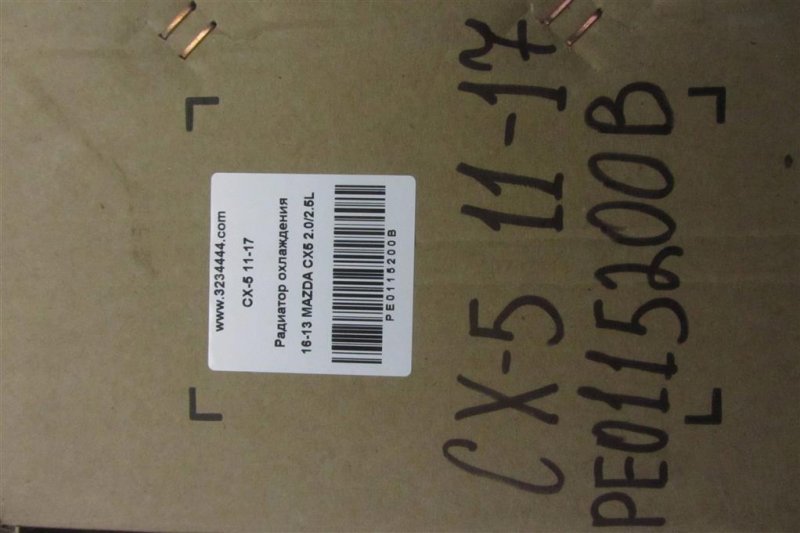 www.3234444.com
CX-5 11-17
Радиатор охлаждения
16-13 MAZDA CX5 2.0/2.5L
PE0115200B
CX-5 11-17
PE0115200B